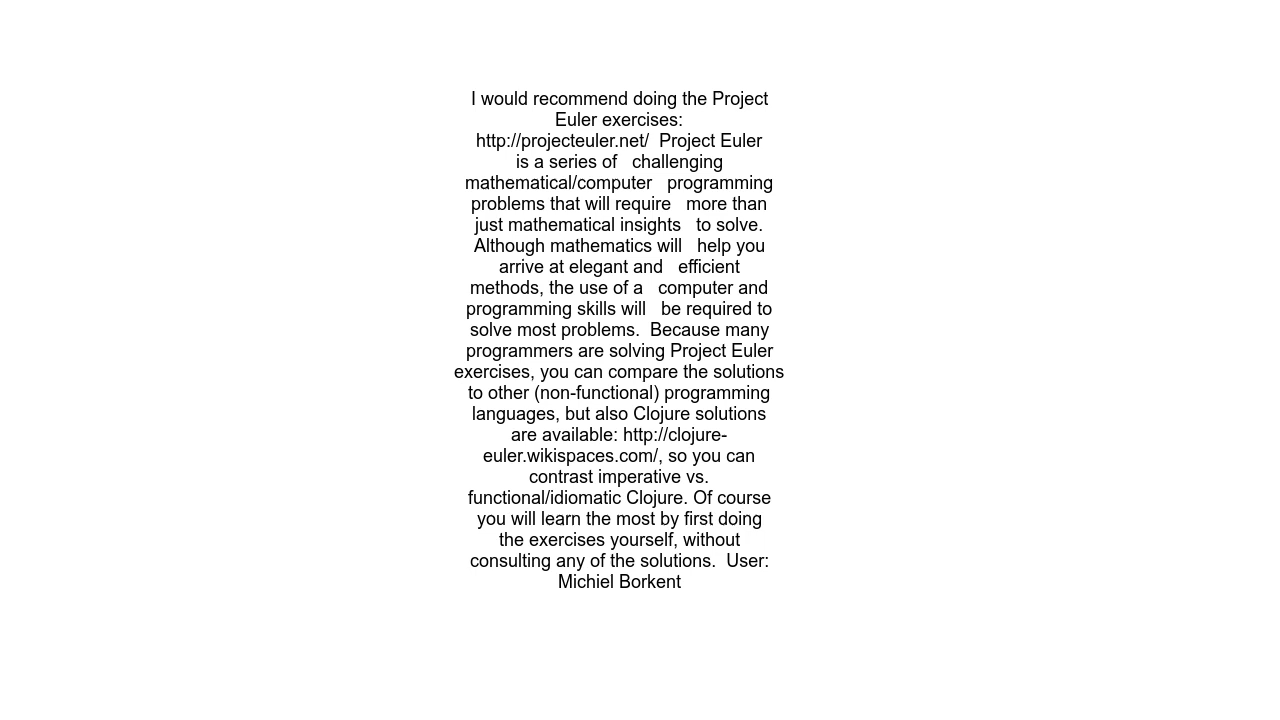 I would recommend doing the Project
Euler exercises:
http://projecteuler.net/  Project Euler
is a series of   challenging
mathematical/computer   programming
problems that will require   more than
just mathematical insights   to solve.
Although mathematics will   help you
arrive at elegant and   efficient
methods, the use of a   computer and
programming skills will   be required to
solve most problems.  Because many
programmers are solving Project Euler
exercises, you can compare the solutions
to other (non-functional) programming
languages, but also Clojure solutions
are available: http://clojure-
euler.wikispaces.com/, so you can
contrast imperative vs.
functional/idiomatic Clojure. Of course
you will learn the most by first doing
the exercises yourself, without
consulting any of the solutions.  User:
Michiel Borkent